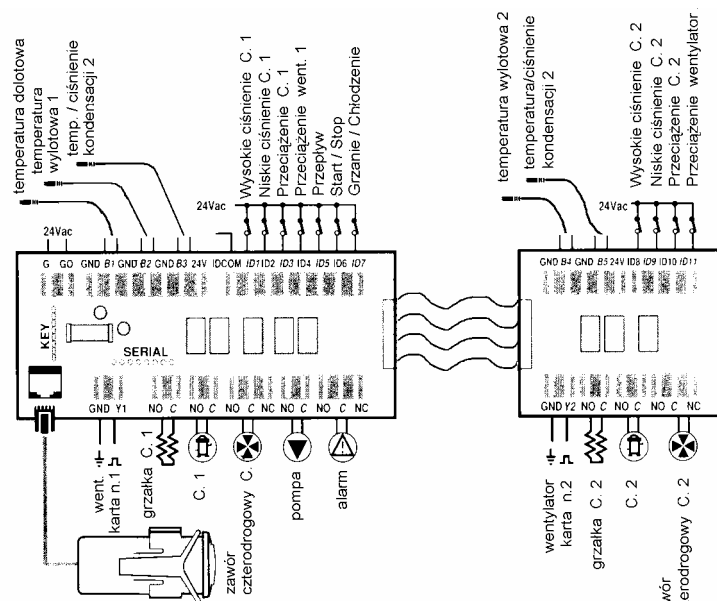 temperatura dolotowa
temperatura
wylotowa 1
temp. / ciśnienie
kondensacji 2
24Vac
Wysokie ciśnienie C. 1
Niskie ciśnienie C. 1
Przeciążenie C. 1
Przeciążenie went. 1
Przepływ
Start / Stop
Grzanie / Chłodzenie
24Vac
G GO GND B1 GND B2 GND B3 24V IDCOM ID1 ID2 ID3 ID4 ID5 ID6 ID7
KEY
SERIAL
GND Y1 NO C NO C NO C NC NO C NO C NC
went.
karta n.1
grzałka C. 1
C. 1
zawór
czterodrogowy C.
pompa
alarm
temperatura wylotowa 2
temperatura/ciśnienie
kondensacji 2
Wysokie ciśnienie C. 2
Niskie ciśnienie C. 2
Przeciążenie C. 2
Przeciążenie wentylator
24Vac
GND B4 GND B5 24V ID8 ID9 ID10 ID11
GND Y2 NO C NO C NO C NC
wentylator
karta n.2
grzałka C. 2
C. 2
wór
erodrogowy C. 2